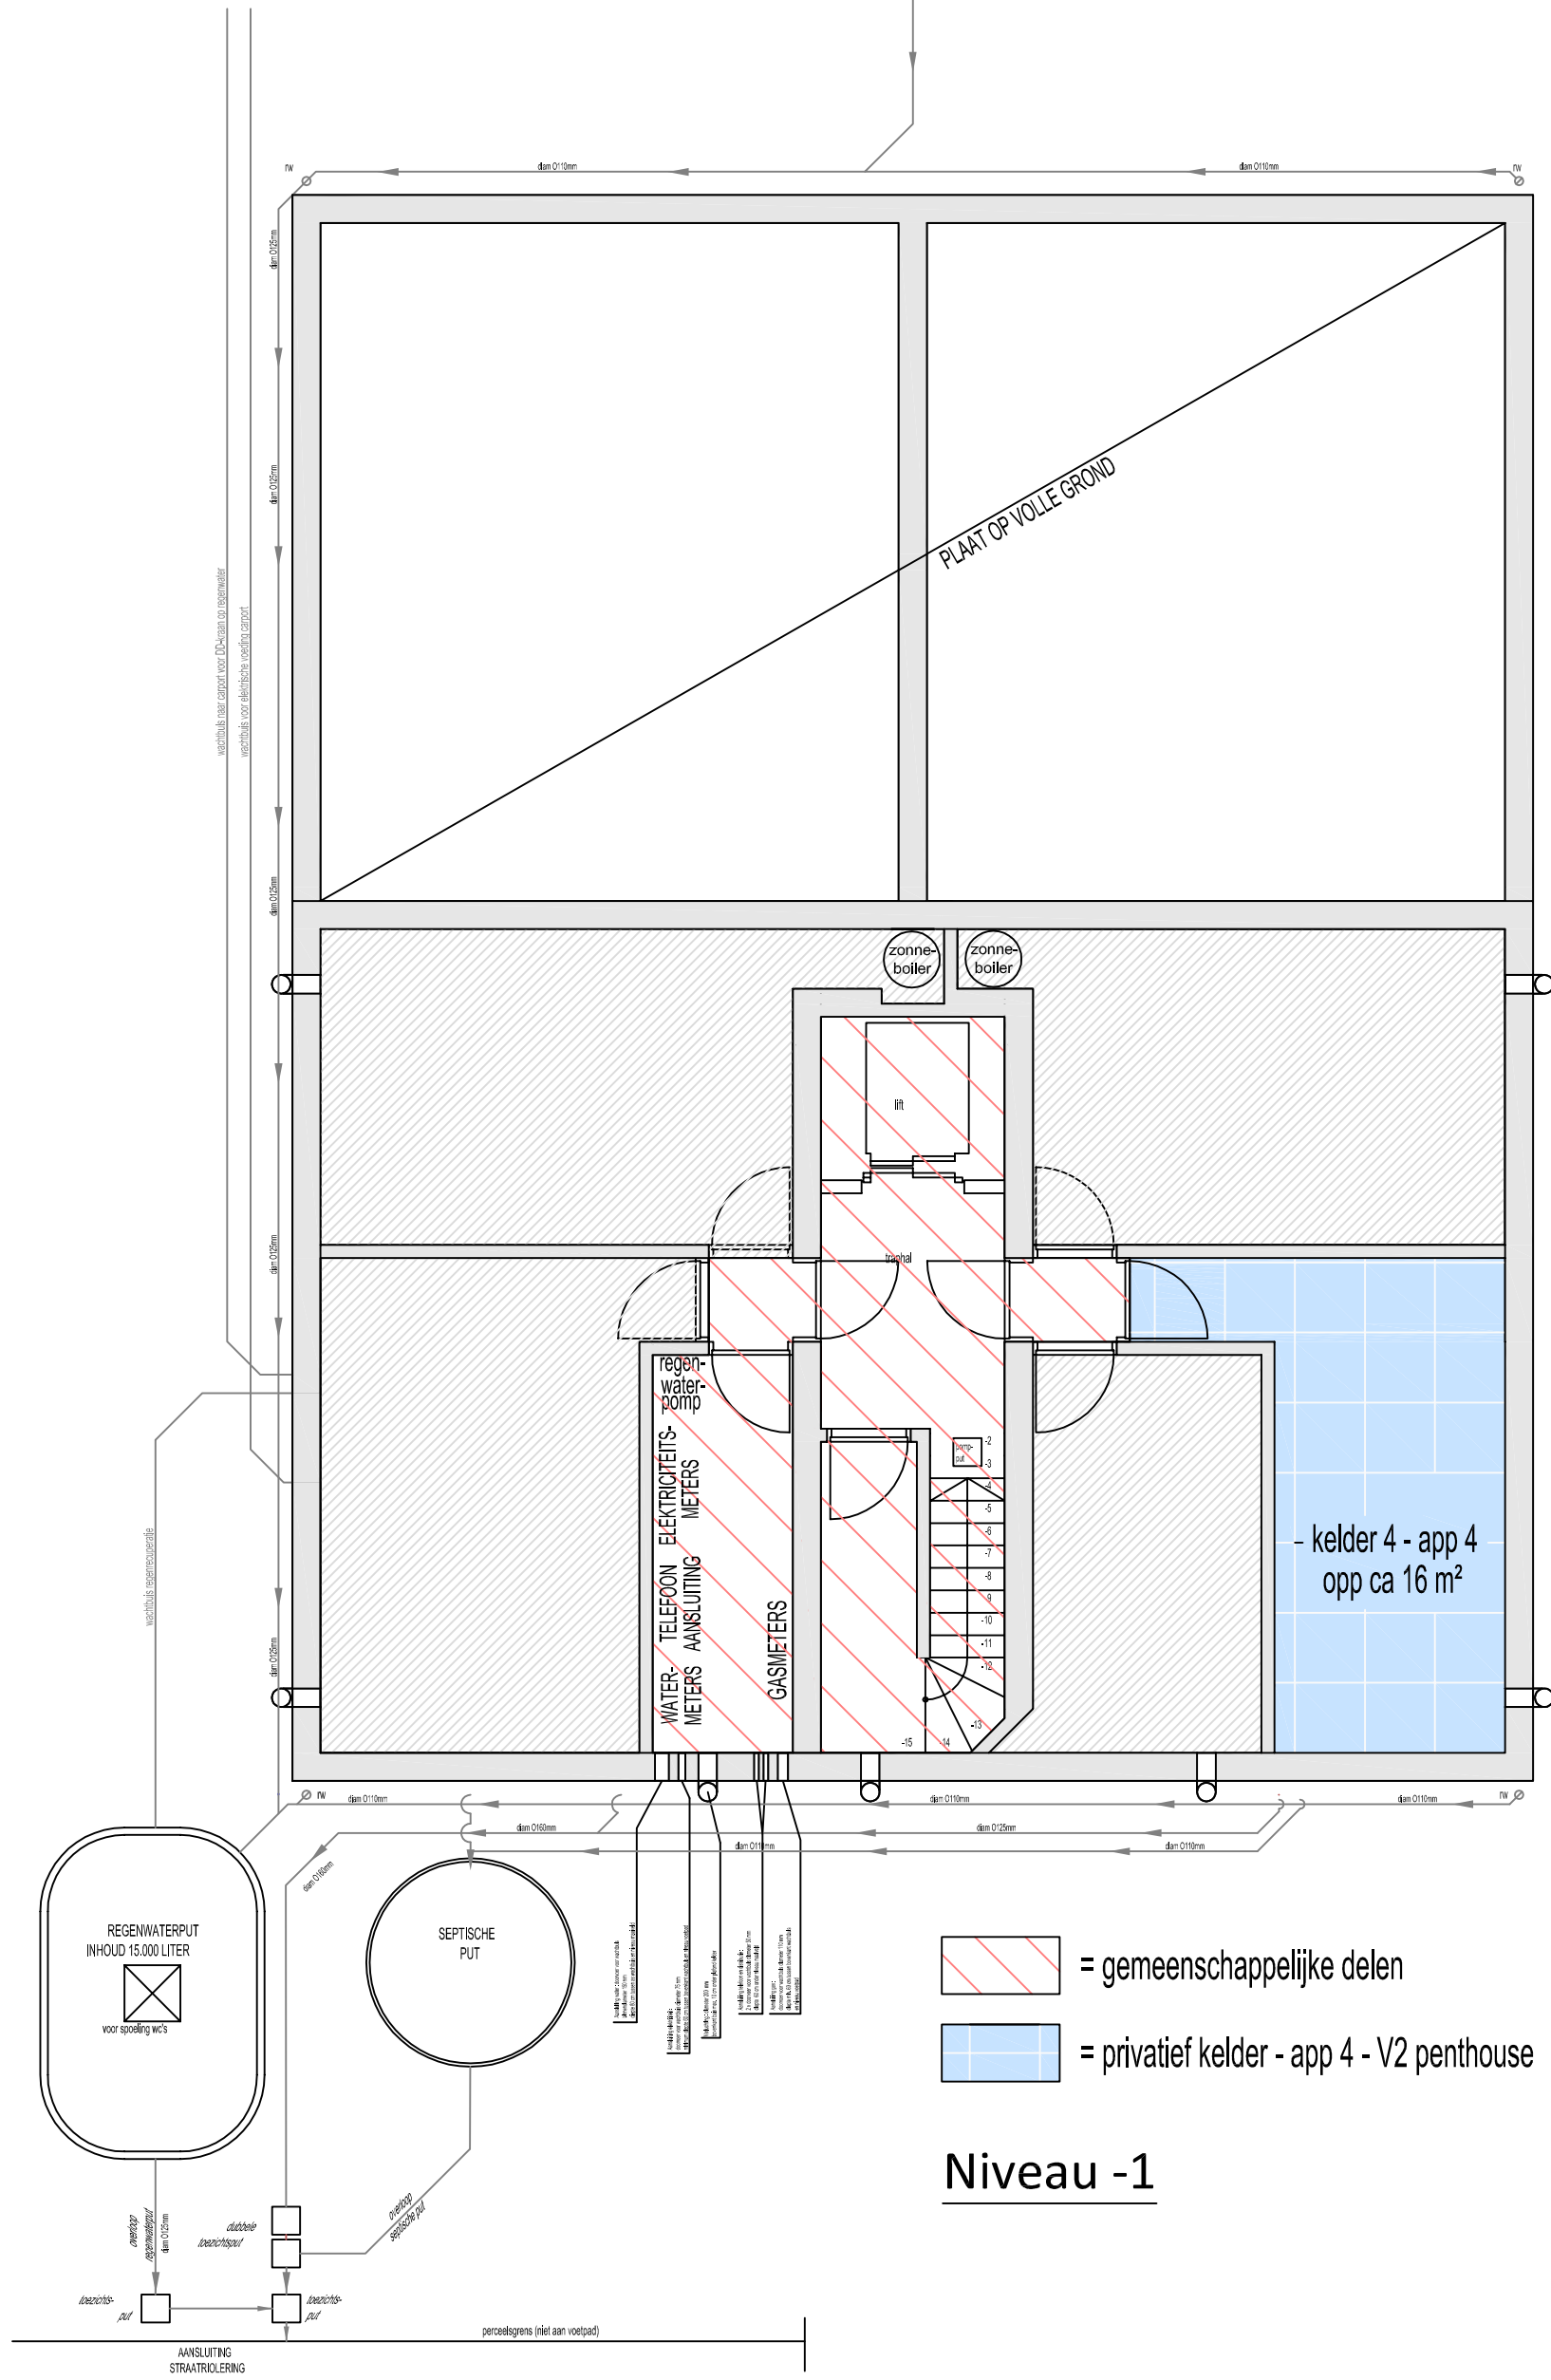 rw
diam O110mm
diam O110mm
rw
diam O125mm
diam O125mm
PLAAT OP VOLLE GROND
wachtbuis naar carport voor DD-kraan op regenwater
wachtbuis voor elektrische voeding carport
diam O125mm
zonne-
boiler
zonne-
boiler
lift
diam O125mm
traphal
regen-
water-
pomp
ELEKTRICITEITS-
METERS
TELEFOON
AANSLUITING
WATER-
METERS
GASMETERS
pomp-
put
-2
-3
-4
-5
-6
-7
-8
-9
-10
-11
-12
-13
-14
-15
kelder 4 - app 4
opp ca 16 m²
wachtbuis regenrecuperatie
diam O125mm
rw
diam O110mm
djam O110mm
diam O110mm
rw
diam O160mm
diam O125mm
diam O110mm
diam O110mm
diam O160mm
REGENWATERPUT
INHOUD 15.000 LITER
voor spoeling wc's
SEPTISCHE
PUT
= gemeenschappelijke delen
= privatief kelder - app 4 - V2 penthouse
Niveau -1
overloop
regenwaterput
diam O125mm
dubbele
toezichtsput
overloop
septische put
toezichts-
put
toezichts-
put
perceelsgrens (niet aan voetpad)
AANSLUITING
STRAATRIOLERING